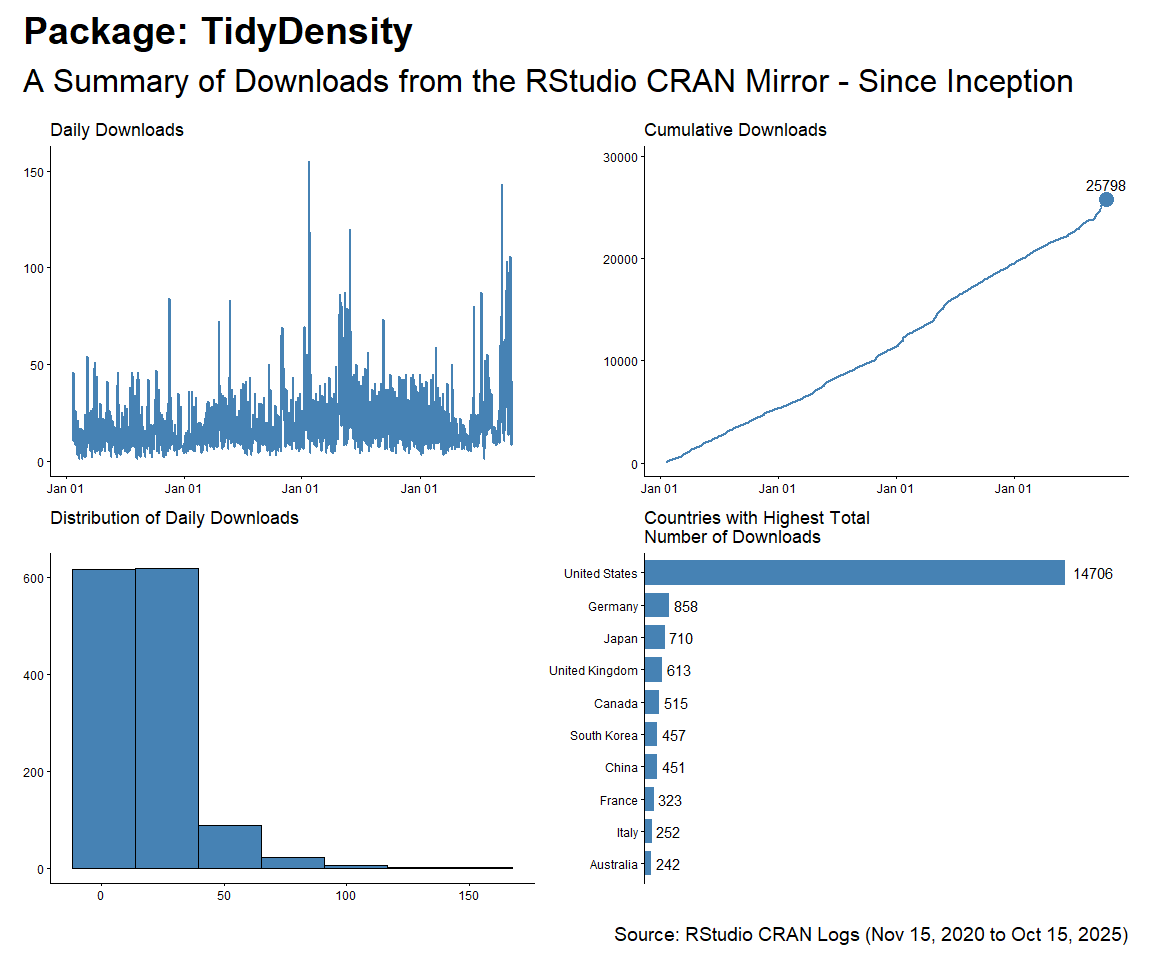 Package: TidyDensity
A Summary of Downloads from the RStudio CRAN Mirror - Since Inception
Daily Downloads
150
100
50
0
Jan 01 Jan 01 Jan 01 Jan 01
Cumulative Downloads
30000
20000
10000
0
25798
Jan 01 Jan 01 Jan 01 Jan 01
Distribution of Daily Downloads
600
400
200
0
0 50 100 150
Countries with Highest Total
Number of Downloads
United States 14706
Germany 858
Japan 710
United Kingdom 613
Canada 515
South Korea 457
China 451
France 323
Italy 252
Australia 242
Source: RStudio CRAN Logs (Nov 15, 2020 to Oct 15, 2025)